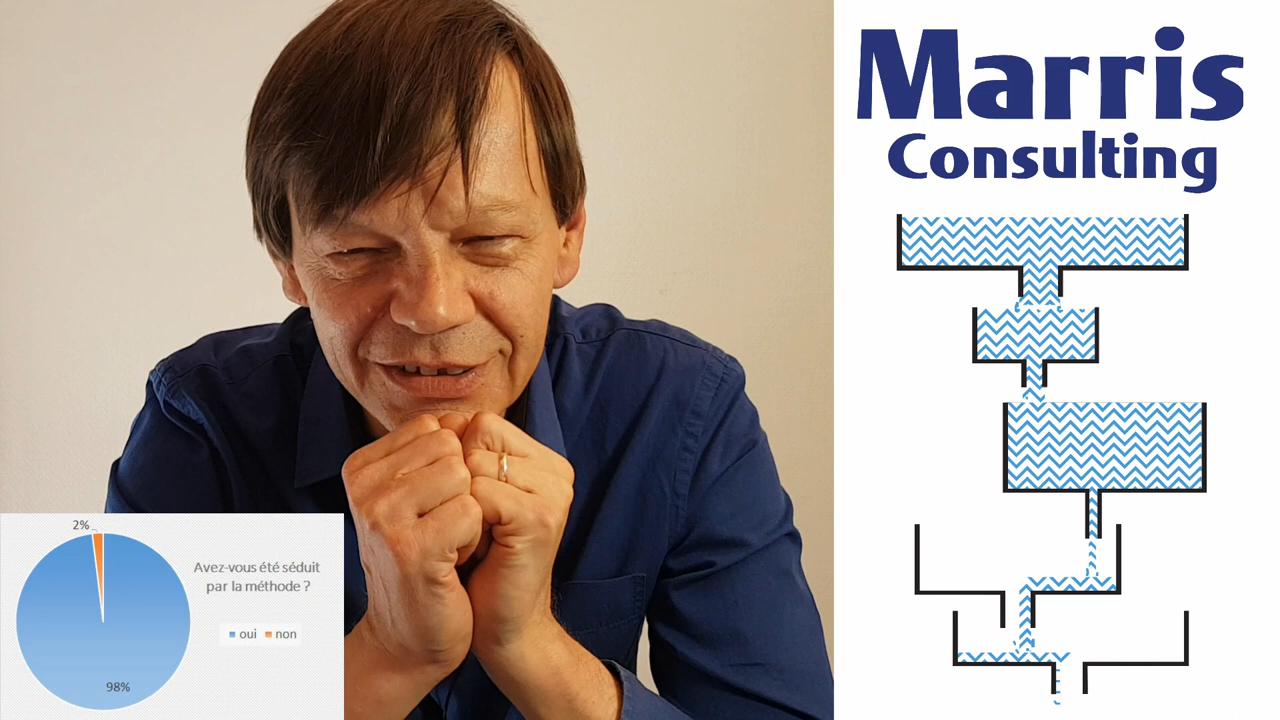 Marris
Consulting
2%
Avez-vous été séduit
par la méthode ?
oui non
98%